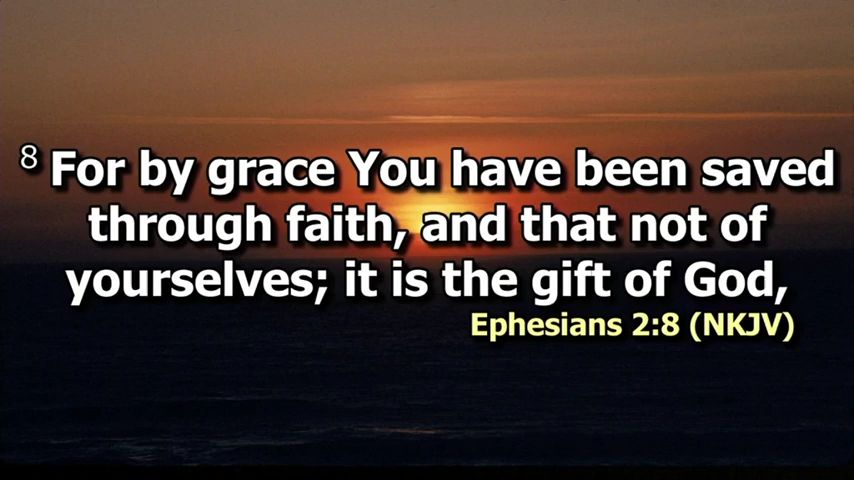 8 For by grace You have been saved
through faith, and that not of
yourselves; it is the gift of God,
Ephesians 2:8 (NKJV)